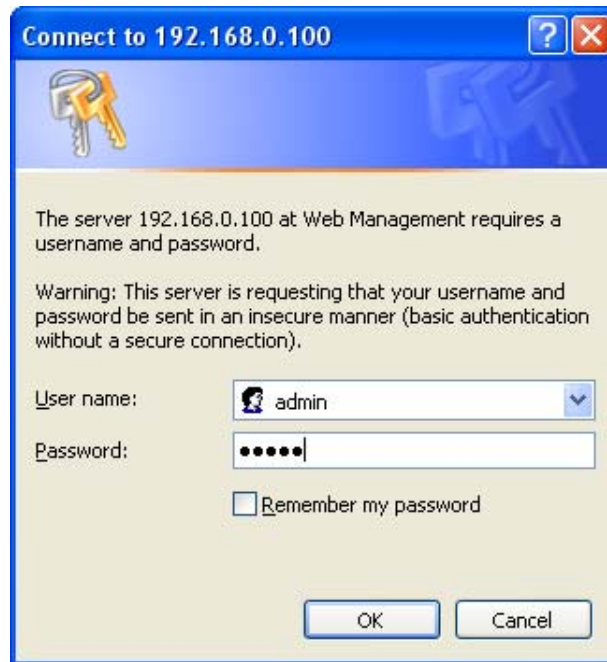 Connect to 192.168.0.100
The server 192.168.0.100 at Web Management requires a
username and password.
Warning: This server is requesting that your username and
password be sent in an insecure manner (basic authentication
without a secure connection).
User name:
admin
Password:
•••••
Remember my password
OK
Cancel